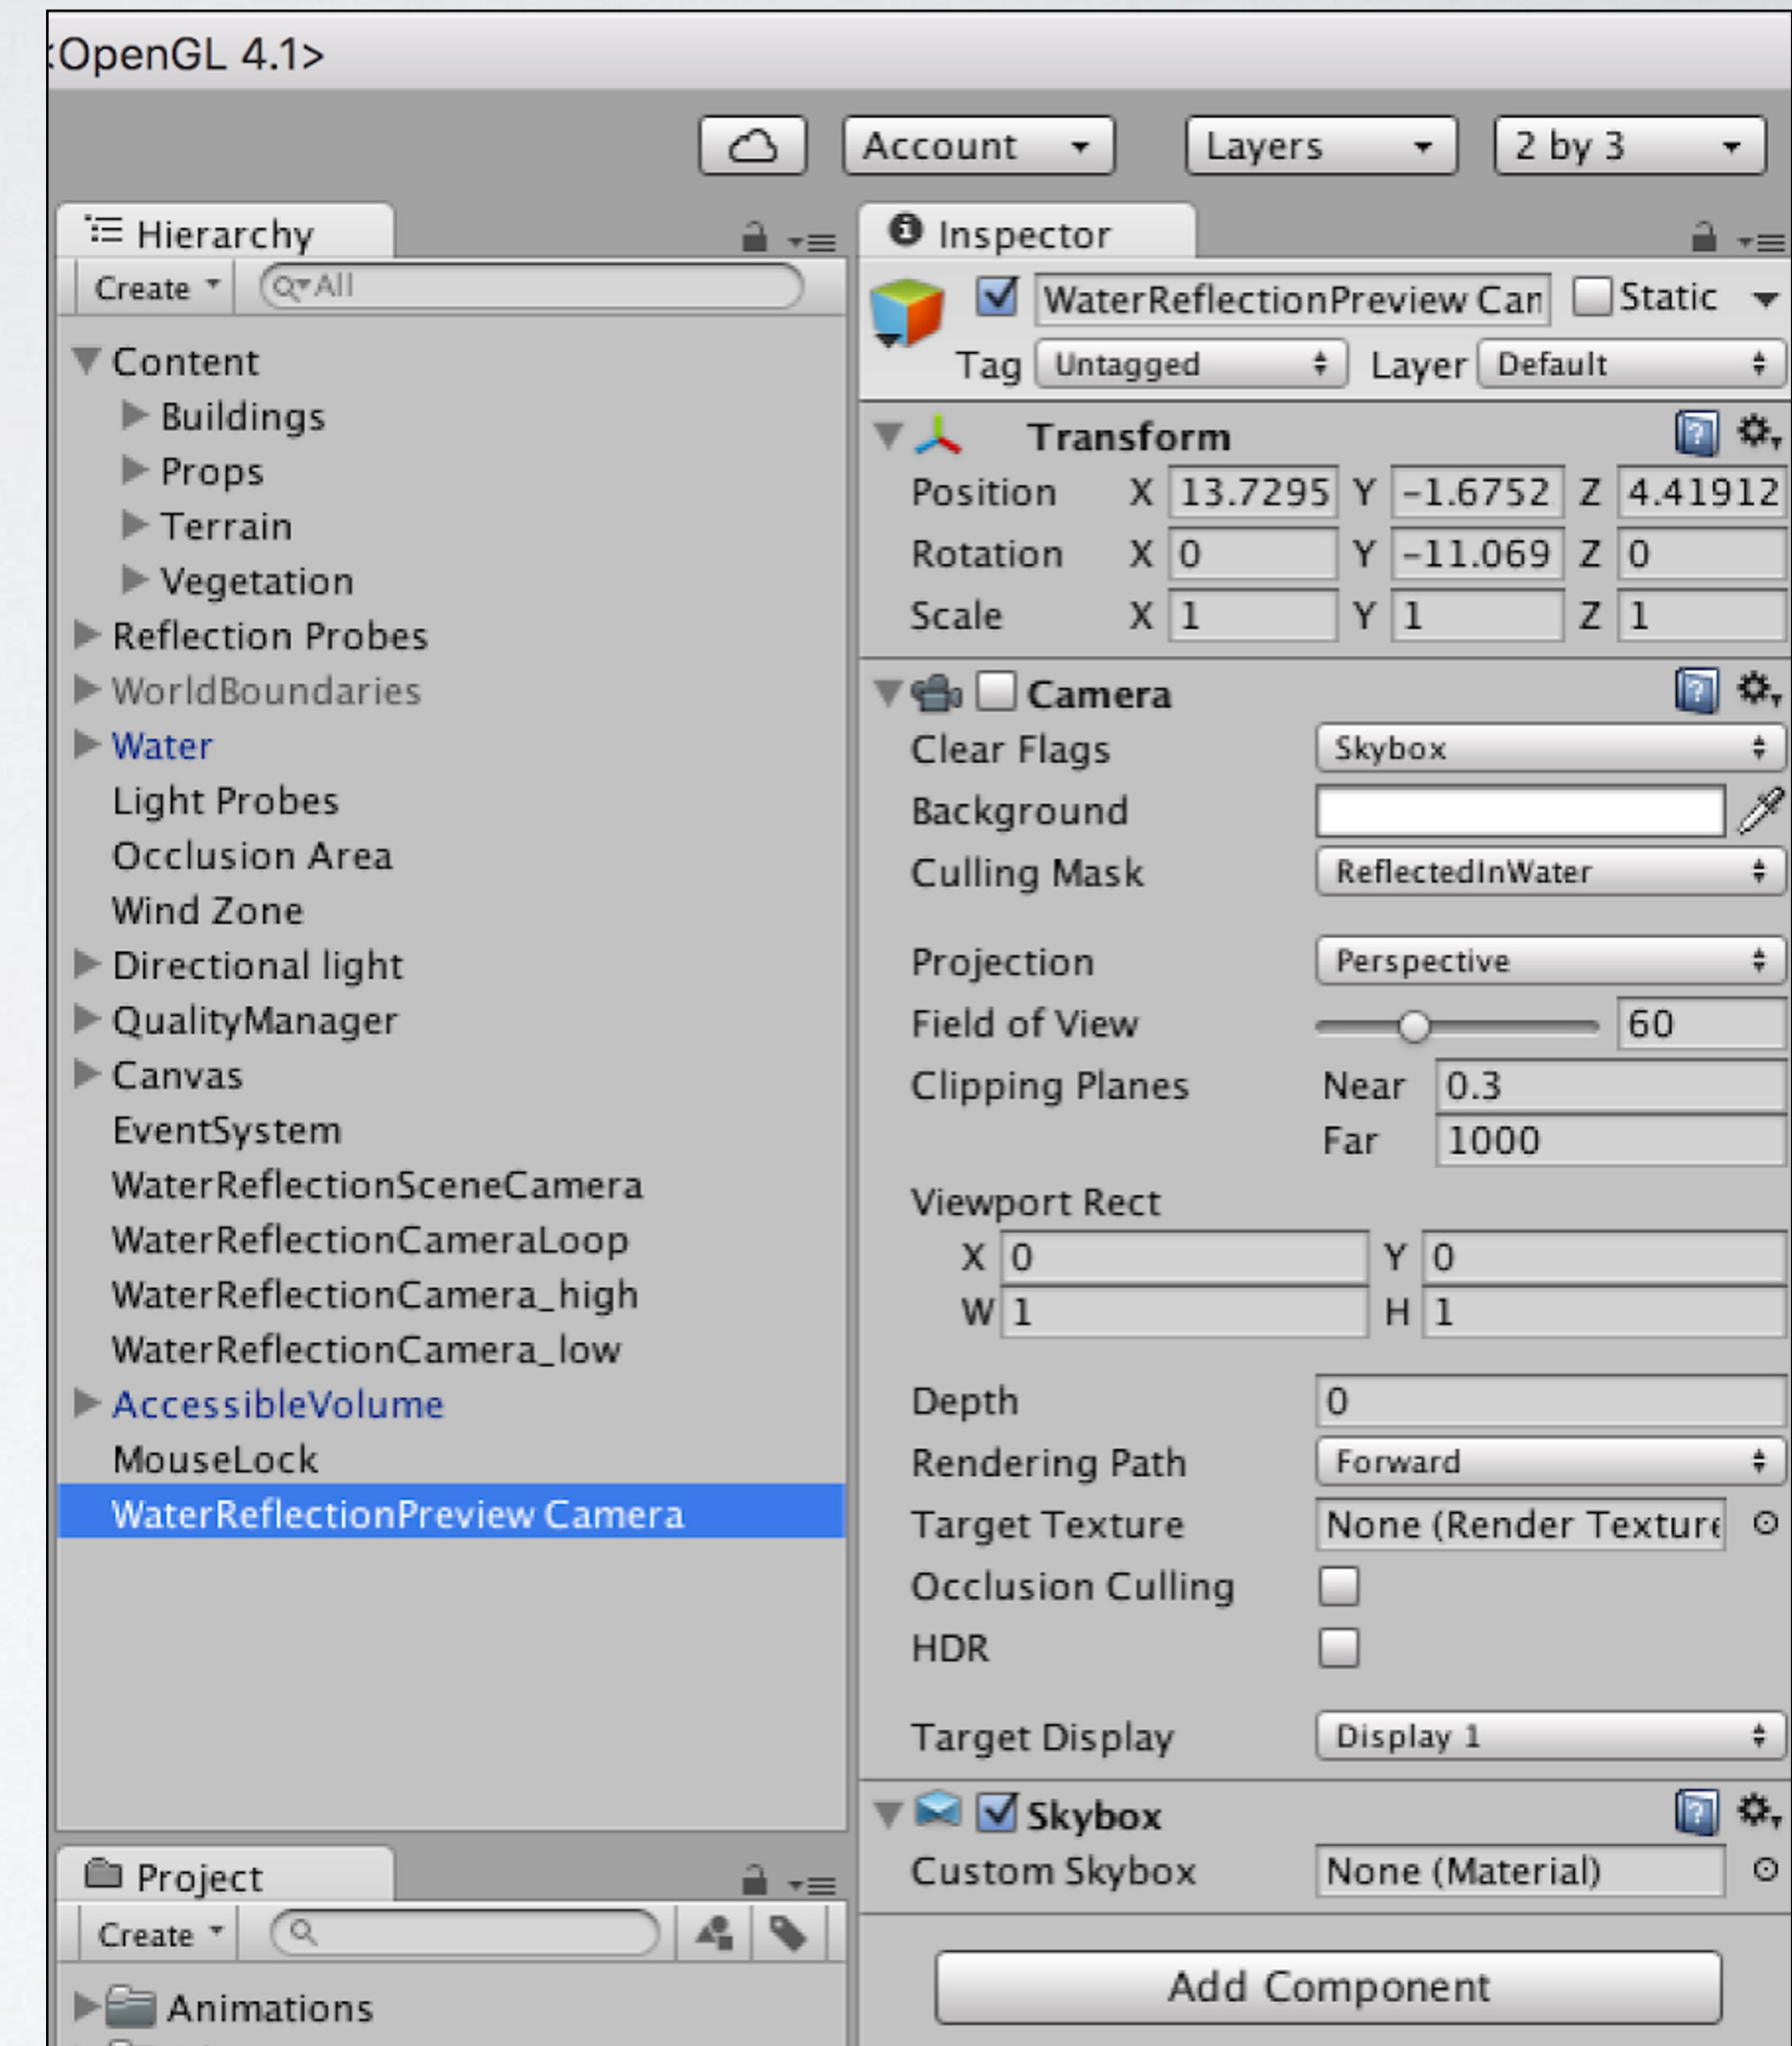 <OpenGL 4.1>
Account Layers 2 by 3
Hierarchy
Create All
Content
Buildings
Props
Terrain
Vegetation
Reflection Probes
WorldBoundaries
Water
Light Probes
Occlusion Area
Wind Zone
Directional light
QualityManager
Canvas
EventSystem
WaterReflectionSceneCamera
WaterReflectionCameraLoop
WaterReflectionCamera_high
WaterReflectionCamera_low
AccessibleVolume
MouseLock
WaterReflectionPreview Camera
Project
Create
Animations
Inspector
WaterReflectionPreview Can Static
Tag Untagged Layer Default
Transform
Position X 13.7295 Y -1.6752 Z 4.41912
Rotation X 0 Y -11.069 Z 0
Scale X 1 Y 1 Z 1
Camera
Clear Flags Skybox
Background
Culling Mask ReflectedInWater
Projection Perspective
Field of View 60
Clipping Planes Near 0.3
Far 1000
Viewport Rect
X 0 Y 0
W 1 H 1
Depth 0
Rendering Path Forward
Target Texture None (Render Texture
Occlusion Culling
HDR
Target Display Display 1
Skybox
Custom Skybox None (Material)
Add Component